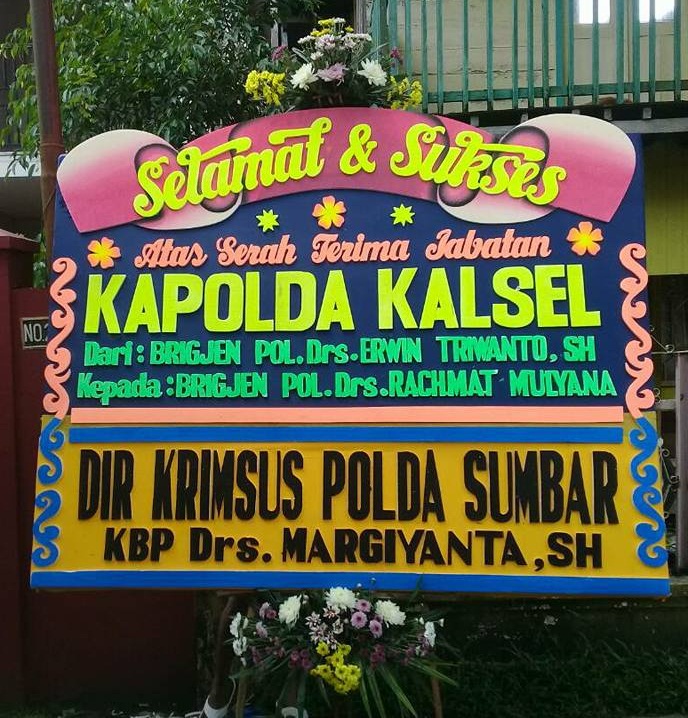 Selamat & Sukses
Atas Serah Terima Jabatan
KAPOLDA KALSEL
Dari : BRIGJEN POL.Drs.ERWIN TRIWANTO, SH
Kepada : BRIGJEN POL.Drs.RACHMAT MULYANA
DIR KRIMSUS POLDA SUMBAR
KBP Drs. MARGIYANTA, SH
NO.